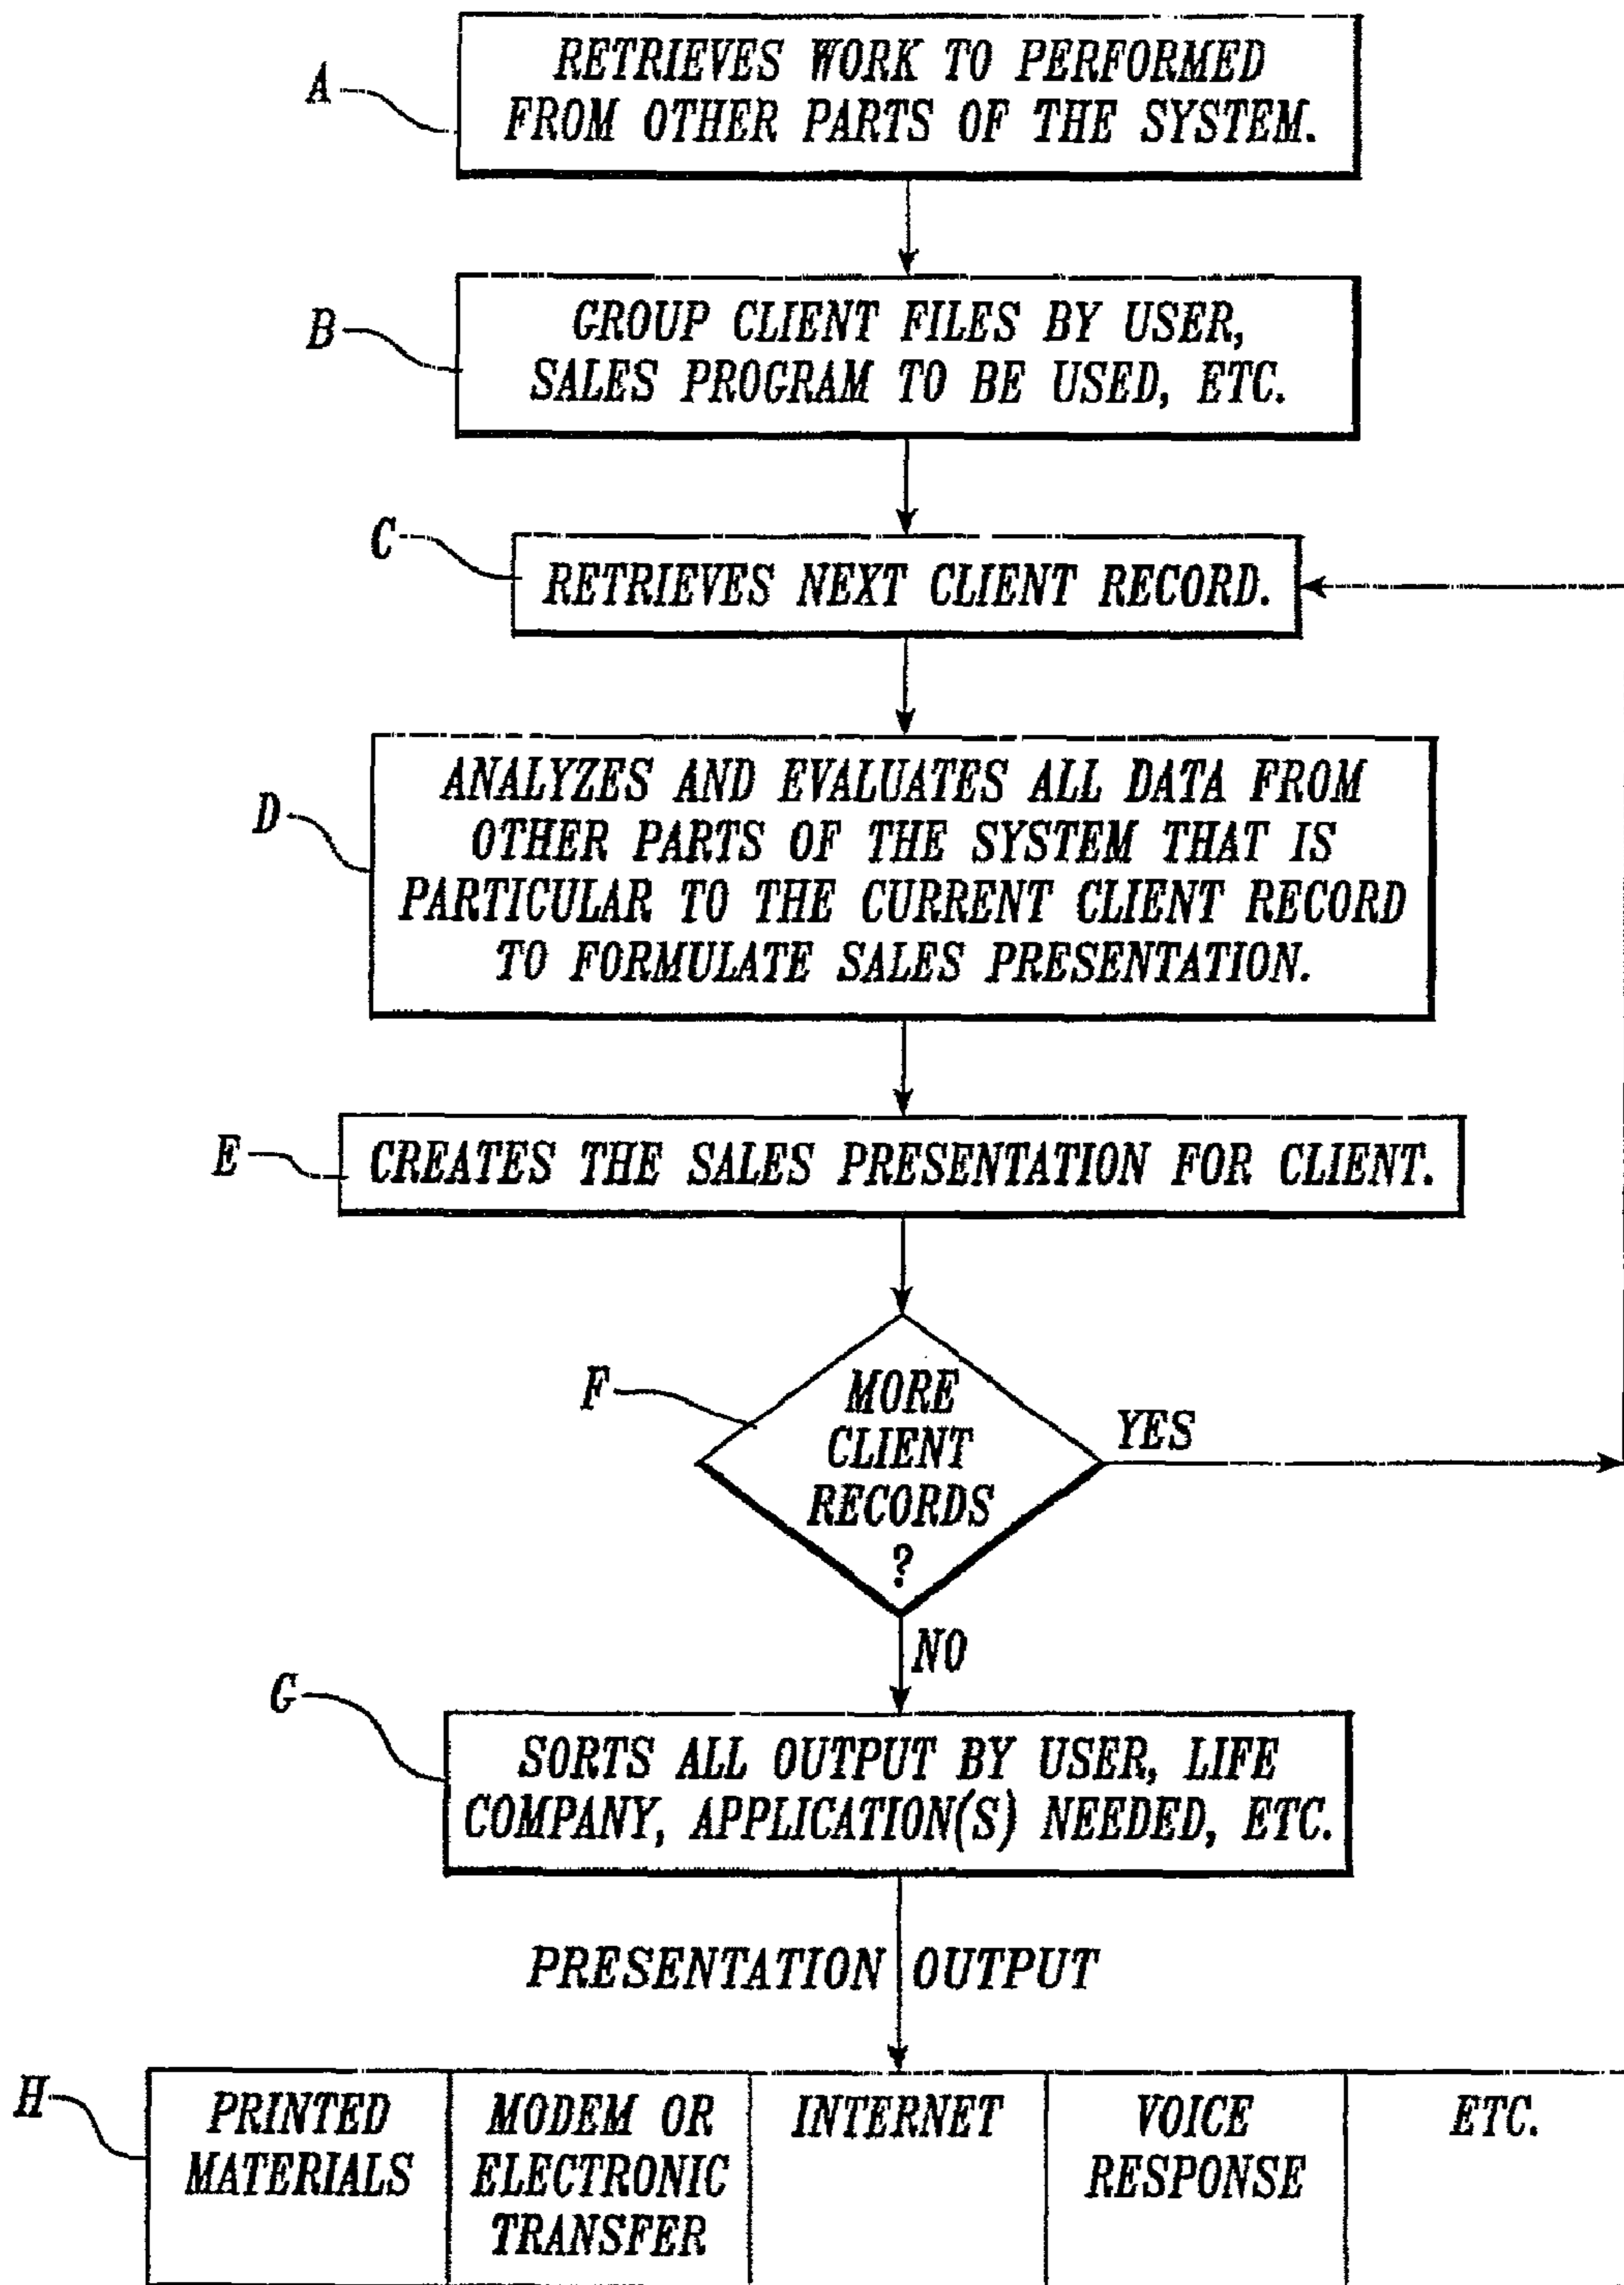 A
RETRIEVES WORK TO PERFORMED
FROM OTHER PARTS OF THE SYSTEM.
B
GROUP CLIENT FILES BY USER,
SALES PROGRAM TO BE USED, ETC.
C
RETRIEVES NEXT CLIENT RECORD.
D
ANALYZES AND EVALUATES ALL DATA FROM
OTHER PARTS OF THE SYSTEM THAT IS
PARTICULAR TO THE CURRENT CLIENT RECORD
TO FORMULATE SALES PRESENTATION.
E
CREATES THE SALES PRESENTATION FOR CLIENT.
F
MORE
CLIENT
RECORDS
?
YES
NO
G
SORTS ALL OUTPUT BY USER, LIFE
COMPANY, APPLICATION(S) NEEDED, ETC.
PRESENTATION OUTPUT
H
PRINTED
MATERIALS
MODEM OR
ELECTRONIC
TRANSFER
INTERNET
VOICE
RESPONSE
ETC.